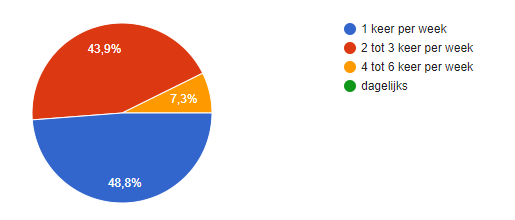 43,9%
7,3%
48,8%
1 keer per week
2 tot 3 keer per week
4 tot 6 keer per week
dagelijks